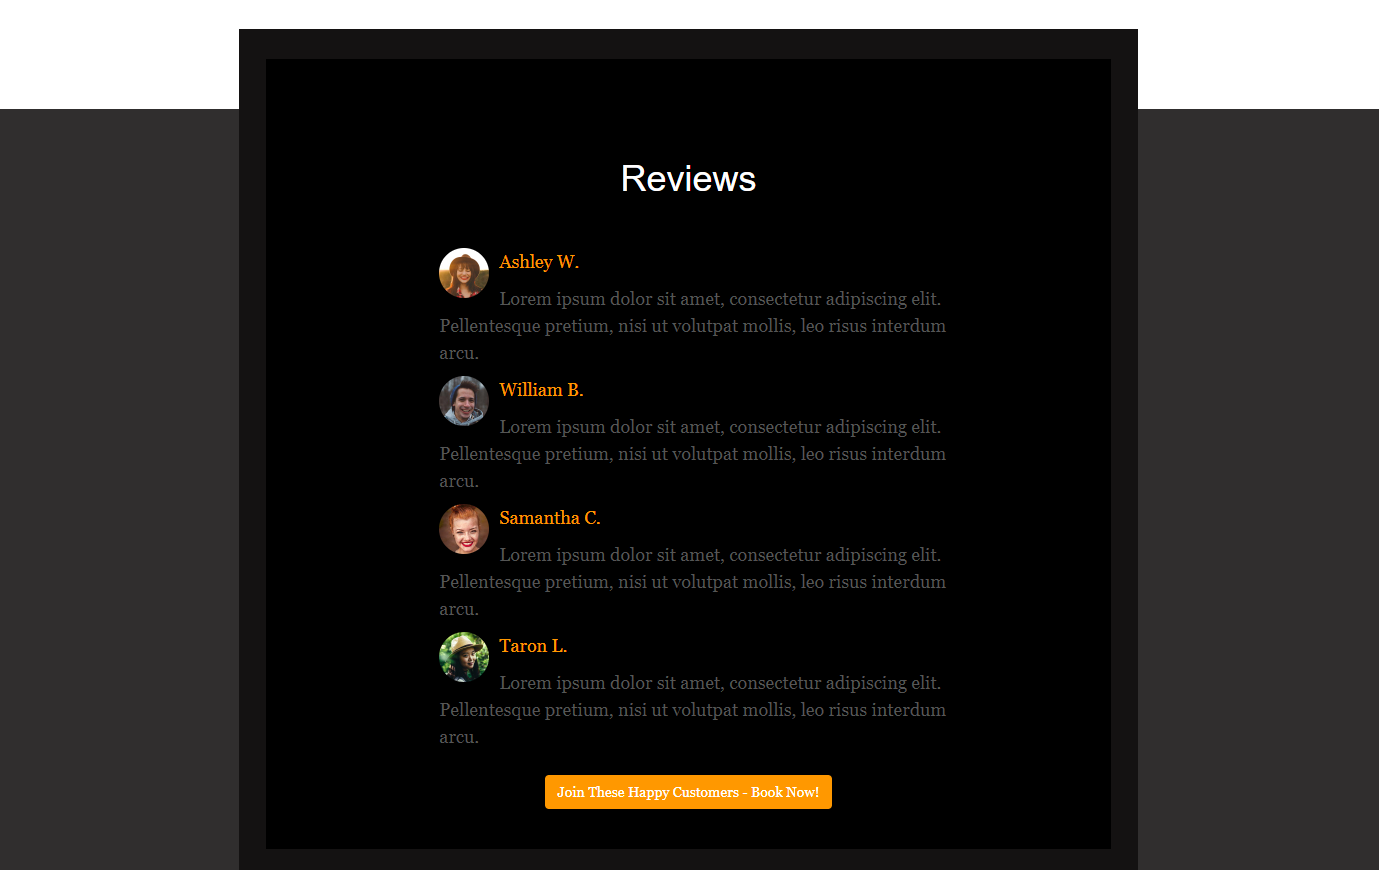 Reviews
Ashley W.
Lorem ipsum dolor sit amet, consectetur adipiscing elit.
Pellentesque pretium, nisi ut volutpat mollis, leo risus interdum
arcu.
William B.
Lorem ipsum dolor sit amet, consectetur adipiscing elit.
Pellentesque pretium, nisi ut volutpat mollis, leo risus interdum
arcu.
Samantha C.
Lorem ipsum dolor sit amet, consectetur adipiscing elit.
Pellentesque pretium, nisi ut volutpat mollis, leo risus interdum
arcu.
Taron L.
Lorem ipsum dolor sit amet, consectetur adipiscing elit.
Pellentesque pretium, nisi ut volutpat mollis, leo risus interdum
arcu.
Join These Happy Customers - Book Now!